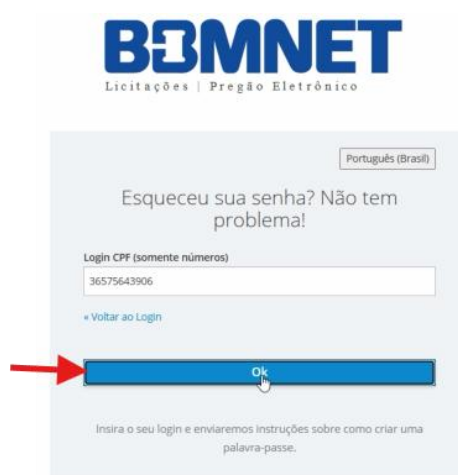 BBMNET
Licitações | Pregão Eletrônico
Português (Brasil)
Esqueceu sua senha? Não tem
problema!
Login CPF (somente números)
36575643906
« Voltar ao Login
Ok
Insira o seu login e enviaremos instruções sobre como criar uma
palavra-passe.